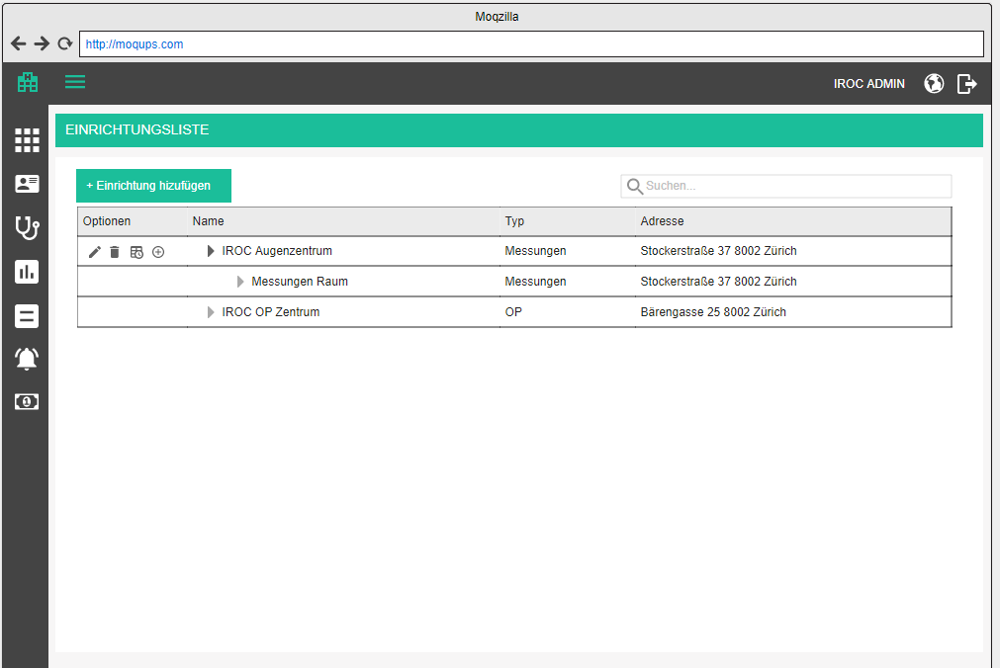 Moqzilla
http://moqups.com
IROC ADMIN
EINRICHTUNGSLISTE
+ Einrichtung hizufügen
Suchen...
Optionen Name Typ Adresse
IROC Augenzentrum Messungen Stockerstraße 37 8002 Zürich
Messungen Raum Messungen Stockerstraße 37 8002 Zürich
IROC OP Zentrum OP Bärengasse 25 8002 Zürich